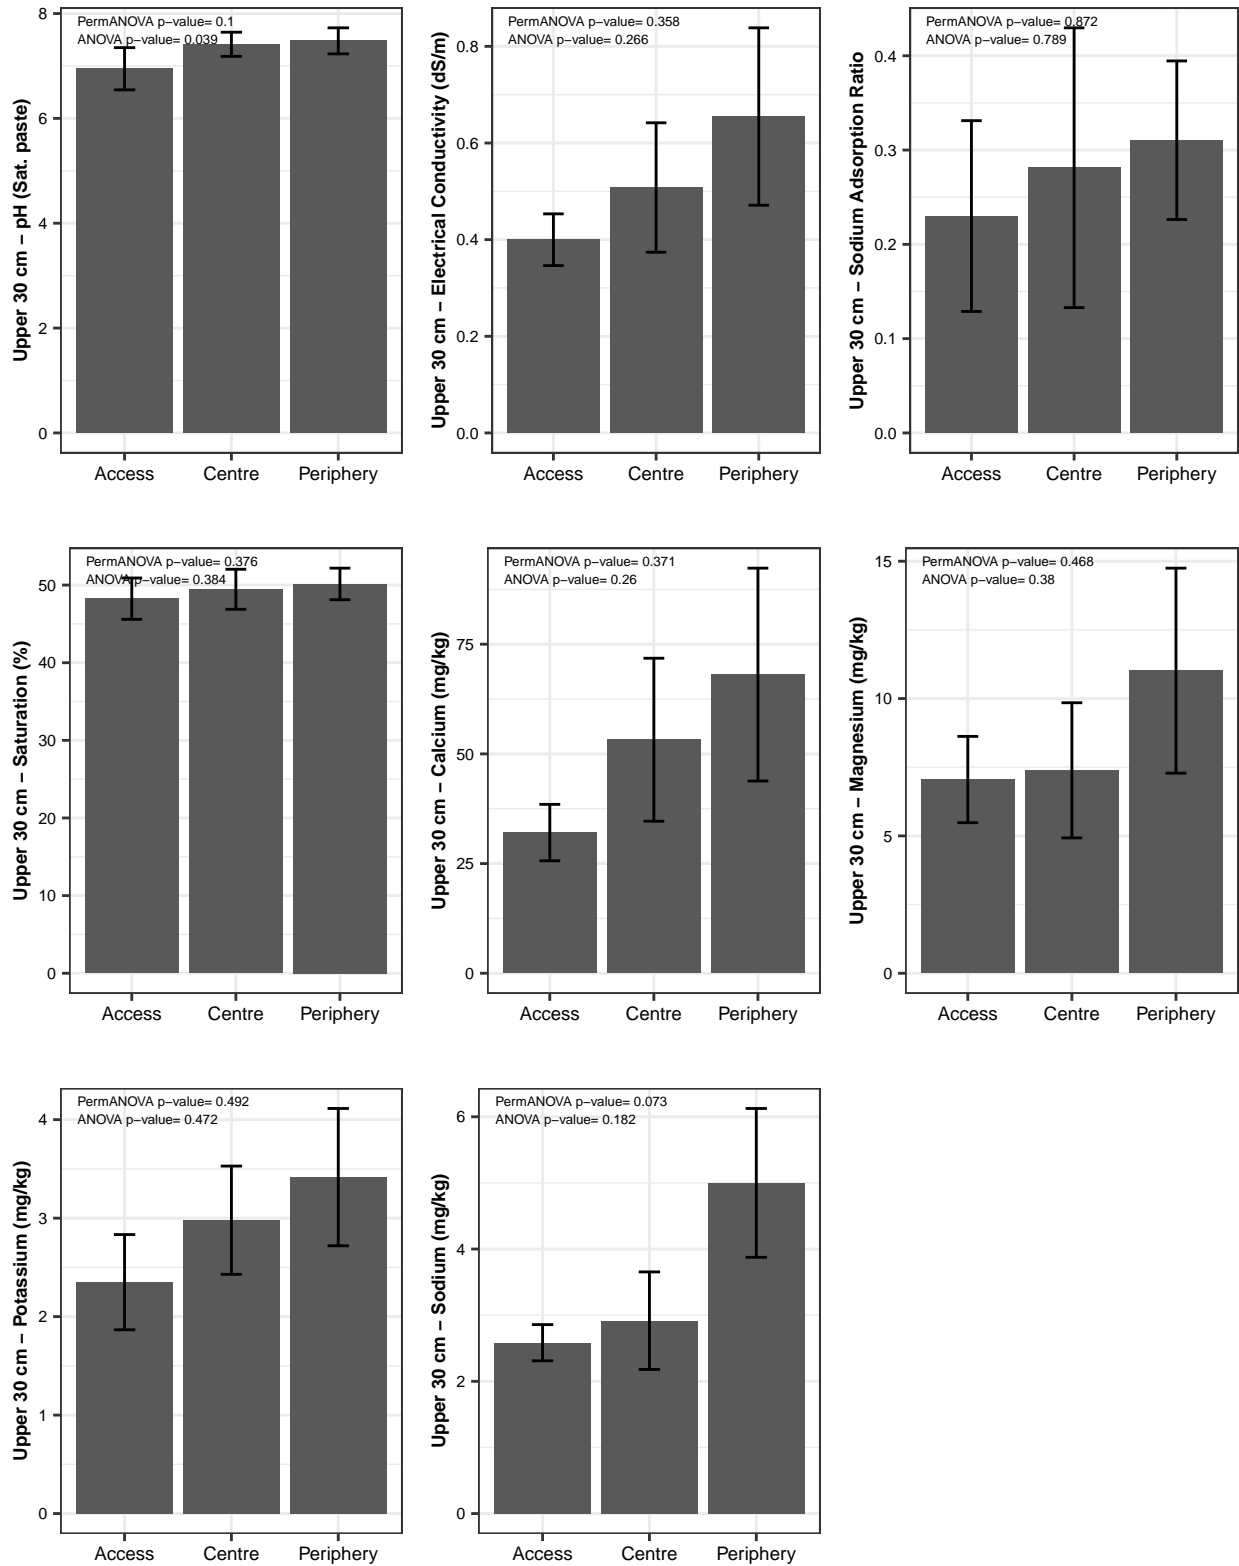 PermANOVA p−value= 0.1
ANOVA p−value= 0.039
Upper 30 cm − pH (Sat. paste)
8
6
4
2
0
Access Centre Periphery
PermANOVA p−value= 0.358
ANOVA p−value= 0.266
Upper 30 cm − Electrical Conductivity (dS/m)
0.8
0.6
0.4
0.2
0.0
Access Centre Periphery
PermANOVA p−value= 0.872
ANOVA p−value= 0.789
Upper 30 cm − Sodium Adsorption Ratio
0.4
0.3
0.2
0.1
0.0
Access Centre Periphery
PermANOVA p−value= 0.376
ANOVA p−value= 0.384
Upper 30 cm − Saturation (%)
50
40
30
20
10
0
Access Centre Periphery
PermANOVA p−value= 0.371
ANOVA p−value= 0.26
Upper 30 cm − Calcium (mg/kg)
75
50
25
0
Access Centre Periphery
PermANOVA p−value= 0.468
ANOVA p−value= 0.38
Upper 30 cm − Magnesium (mg/kg)
15
10
5
0
Access Centre Periphery
PermANOVA p−value= 0.492
ANOVA p−value= 0.472
Upper 30 cm − Potassium (mg/kg)
4
3
2
1
0
Access Centre Periphery
PermANOVA p−value= 0.073
ANOVA p−value= 0.182
Upper 30 cm − Sodium (mg/kg)
6
4
2
0
Access Centre Periphery